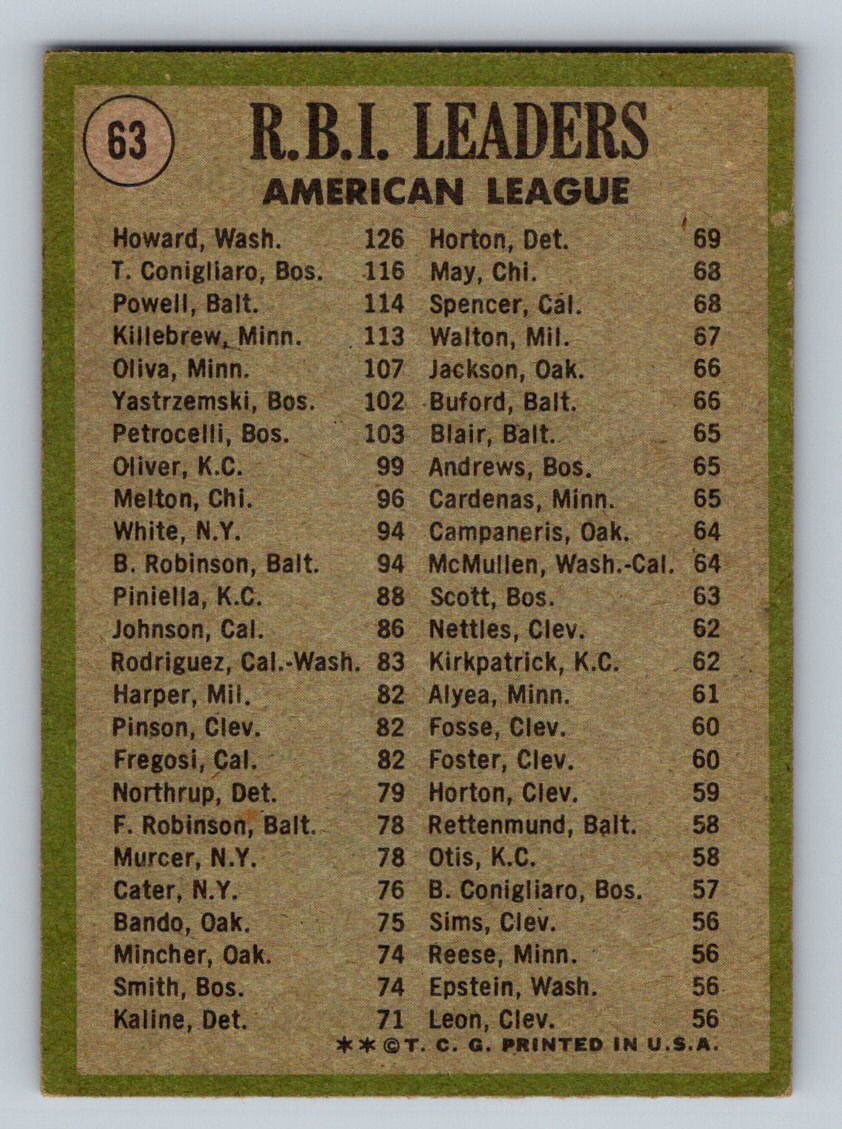 63
R.B.I. LEADERS
AMERICAN LEAGUE
Howard, Wash. 126
T. Conigliaro, Bos. 116
Powell, Balt. 114
Killebrew, Minn. 113
Oliva, Minn. 107
Yastrzemski, Bos. 102
Petrocelli, Bos. 103
Oliver, K.C. 99
Melton, Chi. 96
White, N.Y. 94
B. Robinson, Balt. 94
Piniella, K.C. 88
Johnson, Cal. 86
Rodriguez, Cal.-Wash. 83
Harper, Mil. 82
Pinson, Clev. 82
Fregosi, Cal. 82
Northrup, Det. 79
F. Robinson, Balt. 78
Murcer, N.Y. 78
Cater, N.Y. 76
Bando, Oak. 75
Mincher, Oak. 74
Smith, Bos. 74
Kaline, Det. 71
Horton, Det. 69
May, Chi. 68
Spencer, Cal. 68
Walton, Mil. 67
Jackson, Oak. 66
Buford, Balt. 66
Blair, Balt. 65
Andrews, Bos. 65
Cardenas, Minn. 65
Campaneris, Oak. 64
McMullen, Wash.-Cal. 64
Scott, Bos. 63
Nettles, Clev. 62
Kirkpatrick, K.C. 62
Alyea, Minn. 61
Fosse, Clev. 60
Foster, Clev. 60
Horton, Clev. 59
Rettenmund, Balt. 58
Otis, K.C. 58
B. Conigliaro, Bos. 57
Sims, Clev. 56
Reese, Minn. 56
Epstein, Wash. 56
Leon, Clev. 56
**©T. C. G. PRINTED IN U.S.A.